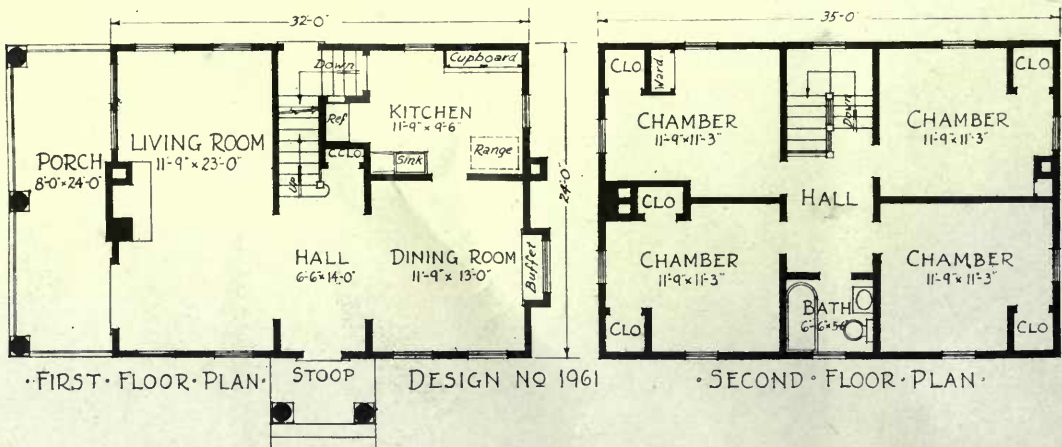 32'-0"
Down
Cupboard
KITCHEN
11'-9" x 9'-6"
Ref
LIVING ROOM
11'-9" x 23'-0"
PORCH
8'-0" x 24'-0"
C.CLO.
Sink
Range
Up
24'-0"
HALL
6'-6" x 14'-0"
DINING ROOM
11'-9" x 13'-0"
Buffet
·FIRST·FLOOR·PLAN·
STOOP
DESIGN No 1961
35'-0"
CLO
Ward.
CLO
Down
CHAMBER
11'-9" x 11'-3"
CHAMBER
11'-9" x 11'-3"
CLO
HALL
CHAMBER
11'-9" x 11'-3"
CHAMBER
11'-9" x 11'-3"
BATH
CLO
CLO
·SECOND·FLOOR·PLAN·